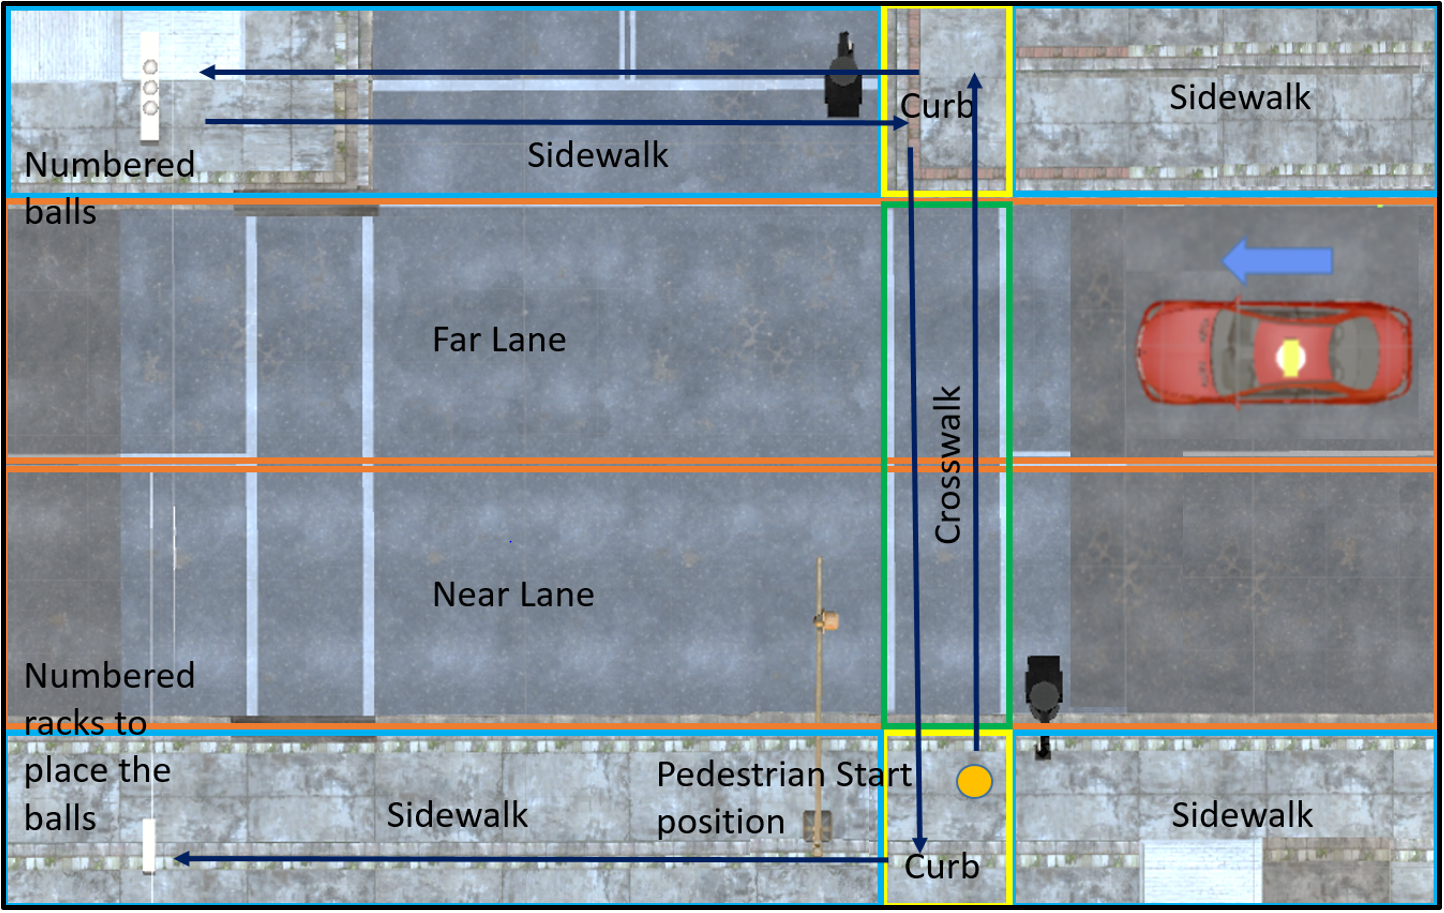 Curb
Sidewalk
Sidewalk
Numbered
balls
Far Lane
Crosswalk
Near Lane
Numbered
racks to
place the
balls
Pedestrian Start
position
Sidewalk
Sidewalk
Curb